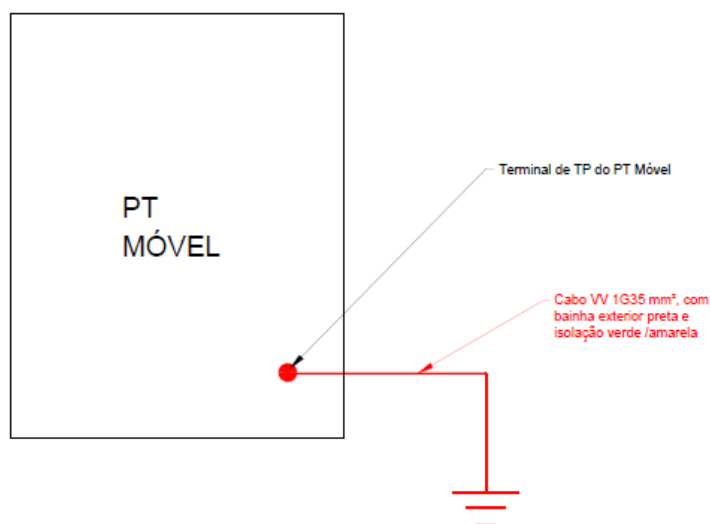 PT
MÓVEL
Terminal de TP do PT Móvel
Cabo VV 1G35 mm², com
bainha exterior preta e
isolação verde /amarela